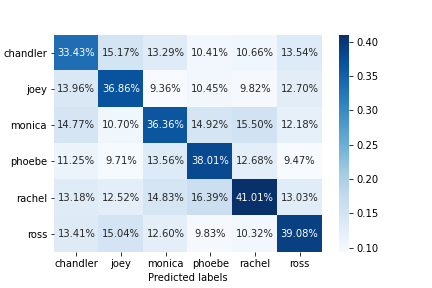 chandler 33.43% 15.17% 13.29% 10.41% 10.66% 13.54%
joey 13.96% 36.86% 9.36% 10.45% 9.82% 12.70%
monica 14.77% 10.70% 36.36% 14.92% 15.50% 12.18%
phoebe 11.25% 9.71% 13.56% 38.01% 12.68% 9.47%
rachel 13.18% 12.52% 14.83% 16.39% 41.01% 13.03%
ross 13.41% 15.04% 12.60% 9.83% 10.32% 39.08%
chandler joey monica phoebe rachel ross
Predicted labels
0.40
0.35
0.30
0.25
0.20
0.15
0.10